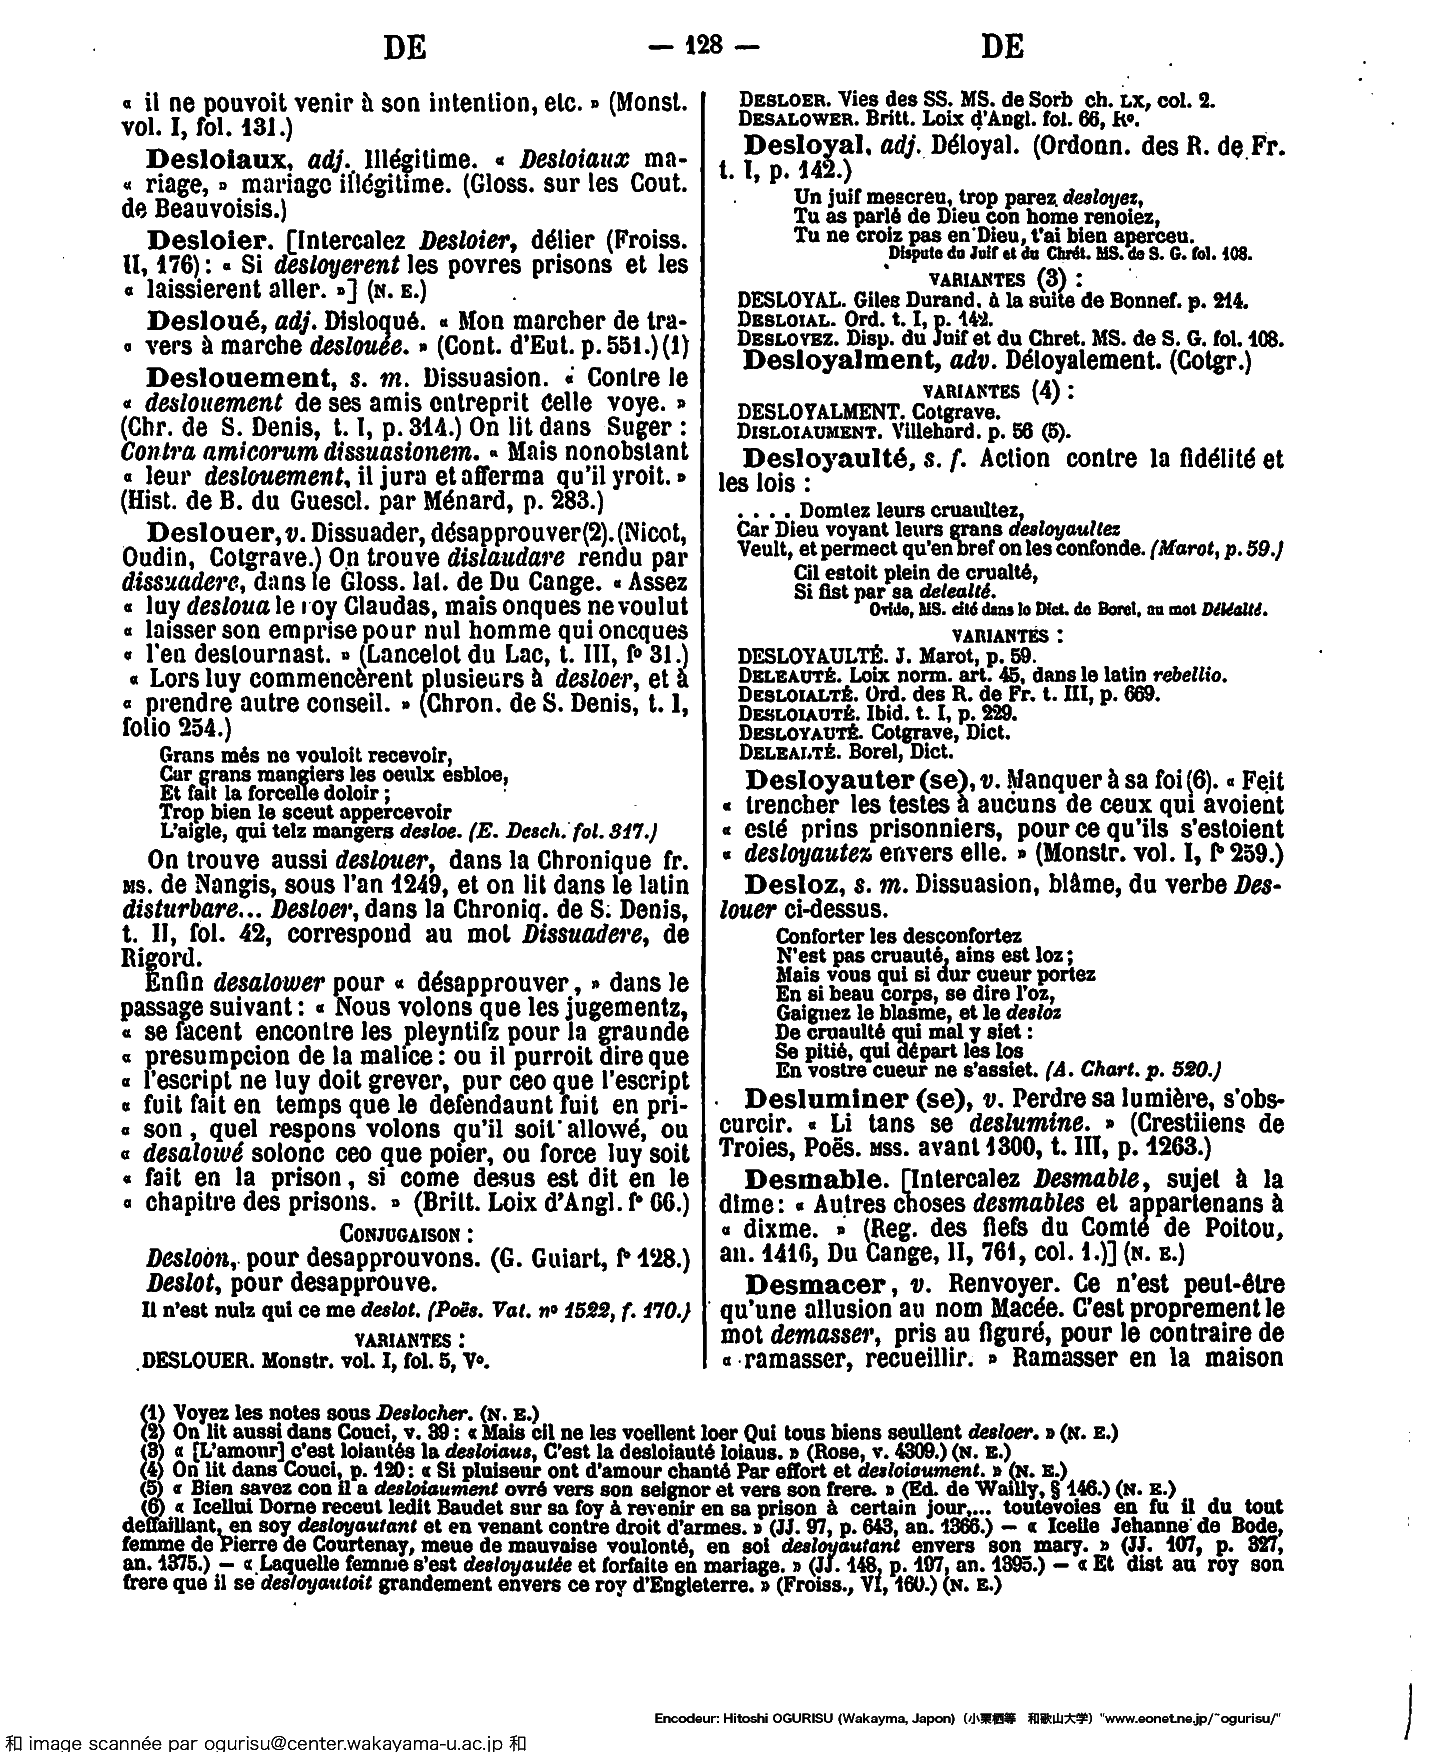 DE — 128 — DE
« il ne pouvoit venir à son intention, etc. » (Monst.
vol. I, fol. 131.)
Desloiaux, adj. Illégitime. « Desloiaux ma-
« riage, » mariage illégitime. (Gloss. sur les Cout.
de Beauvoisis.)
Desloier. [Intercalez Desloier, délier (Froiss.
II, 176) : « Si desloyerent les povres prisons et les
« laissierent aller. »] (N. E.)
Desloué, adj. Disloqué. « Mon marcher de tra-
« vers à marche deslouée. » (Cont. d'Eut. p. 551.) (1)
Deslouement, s. m. Dissuasion. « Contre le
« deslouement de ses amis entreprit celle voye. »
(Chr. de S. Denis, t. I, p. 314.) On lit dans Suger :
Contra amicorum dissuasionem. « Mais nonobstant
« leur deslouement, il jura et afferma qu'il yroit. »
(Hist. de B. du Guescl. par Ménard, p. 283.)
Deslouer, v. Dissuader, désapprouver (2). (Nicot,
Oudin, Cotgrave.) On trouve dislaudare rendu par
dissuadere, dans le Gloss. lat. de Du Cange. « Assez
« luy desloua le roy Claudas, mais onques ne voulut
« laisser son emprise pour nul homme qui oncques
« l'en destournast. » (Lancelot du Lac, t. III, f° 31.)
« Lors luy commencèrent plusieurs à desloer, et à
« prendre autre conseil. » (Chron. de S. Denis, t. I,
folio 254.)
Grans més ne vouloit recevoir,
Car grans mangiers les oeulx esbloe,
Et fait la forcelle doloir ;
Trop bien le sceut appercevoir
L'aigle, qui telz mangers desloe. (E. Desch. fol. 317.)
On trouve aussi deslouer, dans la Chronique fr.
MS. de Nangis, sous l'an 1249, et on lit dans le latin
disturbare... Desloer, dans la Chroniq. de S. Denis,
t. II, fol. 42, correspond au mot Dissuadere, de
Rigord.
Enfin desalower pour « désapprouver, » dans le
passage suivant : « Nous volons que les jugementz,
« se facent encontre les pleyntifz pour la graunde
« presumpcion de la malice : ou il purroit dire que
« l'escript ne luy doit grever, pur ceo que l'escript
« fuit fait en temps que le defendaunt fuit en pri-
« son, quel respons volons qu'il soit allowé, ou
« desalowé solonc ceo que poier, ou force luy soit
« fait en la prison, si come desus est dit en le
« chapitre des prisons. » (Britt. Loix d'Angl. f° 66.)
CONJUGAISON :
Desloon, pour desapprouvons. (G. Guiart, f° 128.)
Deslot, pour desapprouve.
Il n'est nulz qui ce me deslot. (Poës. Vat. n° 1522, f. 170.)
VARIANTES :
DESLOUER. Monstr. vol. I, fol. 5, V°.
DESLOER. Vies des SS. MS. de Sorb ch. LX, col. 2.
DESALOWER. Britt. Loix d'Angl. fol. 66, R°.
Desloyal, adj. Déloyal. (Ordonn. des R. de Fr.
t. I, p. 142.)
Un juif mescreu, trop parez desloyez,
Tu as parlé de Dieu con home renoiez,
Tu ne croiz pas en Dieu, t'ai bien aperceu.
Dispute du Juif et du Chrét. MS. de S. G. fol. 108.
VARIANTES (3) :
DESLOYAL. Giles Durand, à la suite de Bonnef. p. 214.
DESLOIAL. Ord. t. I, p. 142.
DESLOYEZ. Disp. du Juif et du Chret. MS. de S. G. fol. 108.
Desloyalment, adv. Déloyalement. (Cotgr.)
VARIANTES (4) :
DESLOYALMENT. Cotgrave.
DISLOIAUMENT. Villehard. p. 56 (5).
Desloyaulté, s. f. Action contre la fidélité et
les lois :
. . . . Domtez leurs cruaultez,
Car Dieu voyant leurs grans desloyaultez
Veult, et permect qu'en bref on les confonde. (Marot, p. 59.)
Cil estoit plein de crualté,
Si fist par sa delealté.
Ovide, MS. cité dans le Dict. de Borel, au mot Déléalté.
VARIANTES :
DESLOYAULTÉ. J. Marot, p. 59.
DELEAUTÉ. Loix norm. art. 45, dans le latin rebellio.
DESLOIALTÉ. Ord. des R. de Fr. t. III, p. 669.
DESLOIAUTÉ. Ibid. t. I, p. 229.
DESLOYAUTÉ. Cotgrave, Dict.
DELEALTÉ. Borel, Dict.
Desloyauter (se), v. Manquer à sa foi (6). « Feit
« trencher les testes à aucuns de ceux qui avoient
« esté prins prisonniers, pour ce qu'ils s'estoient
« desloyautez envers elle. » (Monstr. vol. I, f° 259.)
Desloz, s. m. Dissuasion, blâme, du verbe Des-
louer ci-dessus.
Conforter les desconfortez
N'est pas cruauté, ains est loz ;
Mais vous qui si dur cueur portez
En si beau corps, se dire l'oz,
Gaignez le blasme, et le desloz
De cruaulté qui mal y siet :
Se pitié, qui départ les los
En vostre cueur ne s'assiet. (A. Chart. p. 520.)
Desluminer (se), v. Perdre sa lumière, s'obs-
curcir. « Li tans se deslumine. » (Crestiiens de
Troies, Poës. MSS. avant 1300, t. III, p. 1263.)
Desmable. [Intercalez Desmable, sujet à la
dîme : « Autres choses desmables et appartenans à
« dixme. » (Reg. des fiefs du Comté de Poitou,
an. 1416, Du Cange, II, 761, col. 1.)] (N. E.)
Desmacer, v. Renvoyer. Ce n'est peut-être
qu'une allusion au nom Macée. C'est proprement le
mot demasser, pris au figuré, pour le contraire de
« ramasser, recueillir. » Ramasser en la maison
(1) Voyez les notes sous Deslocher. (N. E.)
(2) On lit aussi dans Couci, v. 39 : « Mais cil ne les voellent loer Qui tous biens seullent desloer. » (N. E.)
(3) « [L'amour] c'est loiautés la desloiaus, C'est la desloiauté loiaus. » (Rose, v. 4309.) (N. E.)
(4) On lit dans Couci, p. 120 : « Si pluiseur ont d'amour chanté Par effort et desloiaument. » (N. E.)
(5) « Bien savez con il a desloiaument ovré vers son seignor et vers son frere. » (Ed. de Wailly, § 146.) (N. E.)
(6) « Icellui Dorne receut ledit Baudet sur sa foy à revenir en sa prison à certain jour,... toutevoies en fu il du tout
deffaillant, en soy desloyautant et en venant contre droit d'armes. » (JJ. 97, p. 643, an. 1366.) — « Icelle Jehanne de Bode,
femme de Pierre de Courtenay, meue de mauvaise voulonté, en soi desloyautant envers son mary. » (JJ. 107, p. 327,
an. 1375.) — « Laquelle femme s'est desloyautée et forfaite en mariage. » (JJ. 148, p. 197, an. 1395.) — « Et dist au roy son
frere que il se desloyautoit grandement envers ce roy d'Engleterre. » (Froiss., VI, 160.) (N. E.)
Encodeur: Hitoshi OGURISU (Wakayma, Japon) (小栗栖等 和歌山大学) "www.eonet.ne.jp/~ogurisu/"
和 image scannée par ogurisu@center.wakayama-u.ac.jp 和